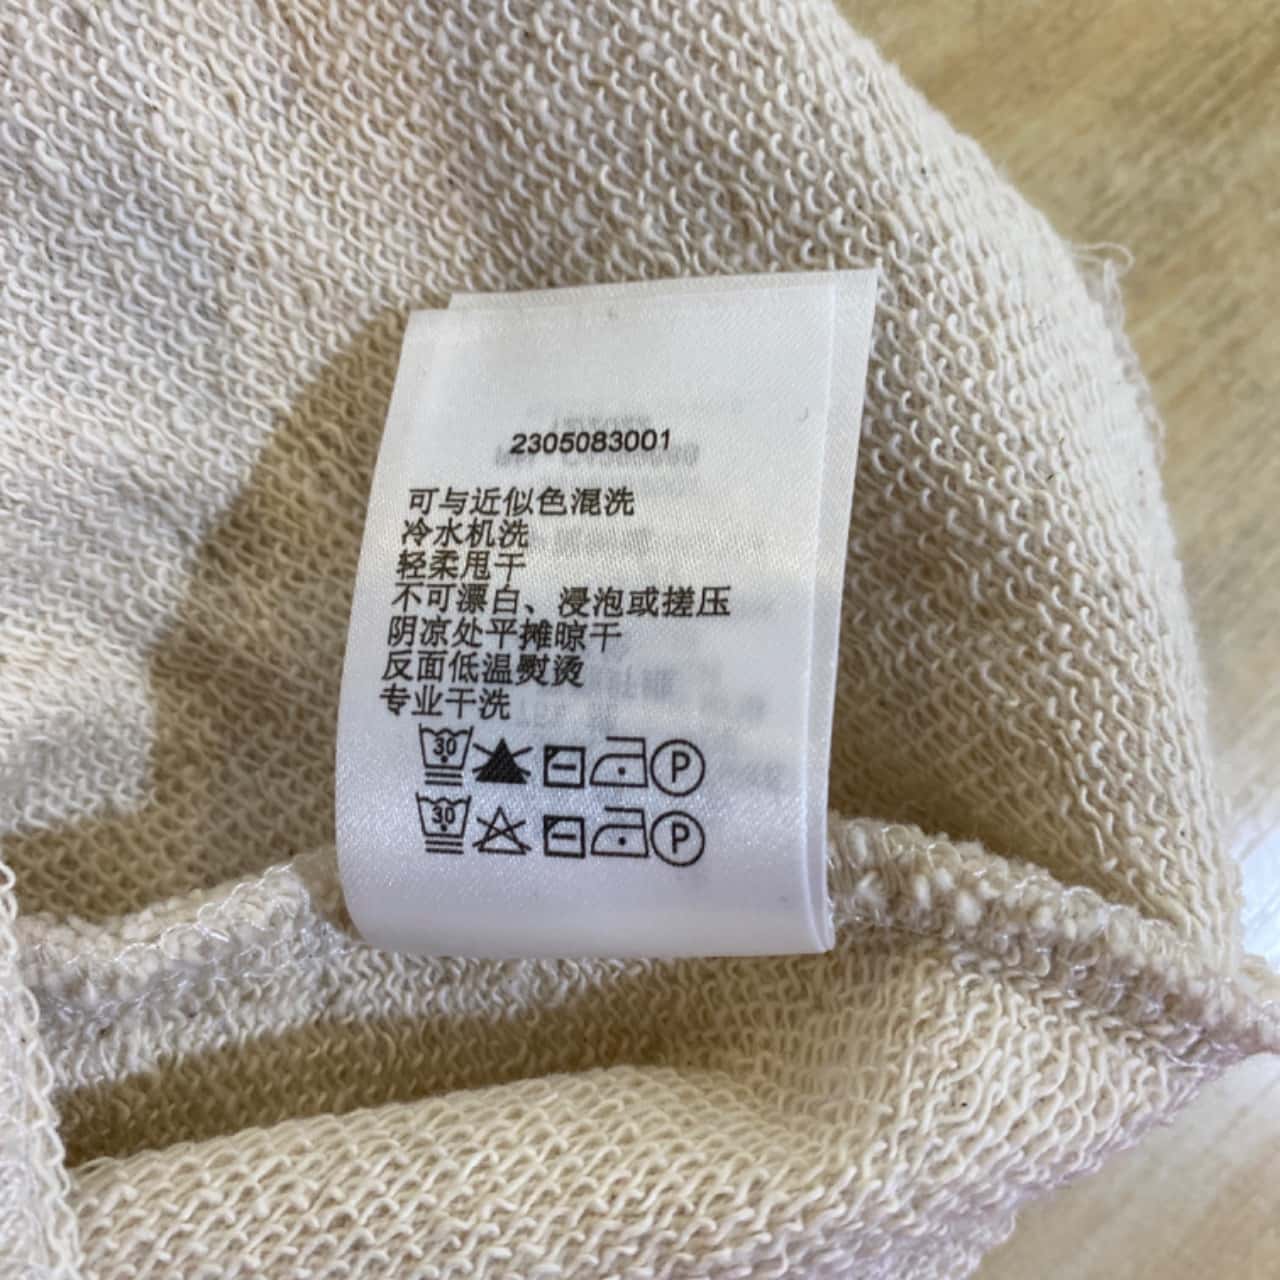 2305083001
可与近似色混洗
冷水机洗
轻柔甩干
不可漂白、浸泡或搓压
阴凉处平摊晾干
反面低温熨烫
专业干洗
30 P
30 P